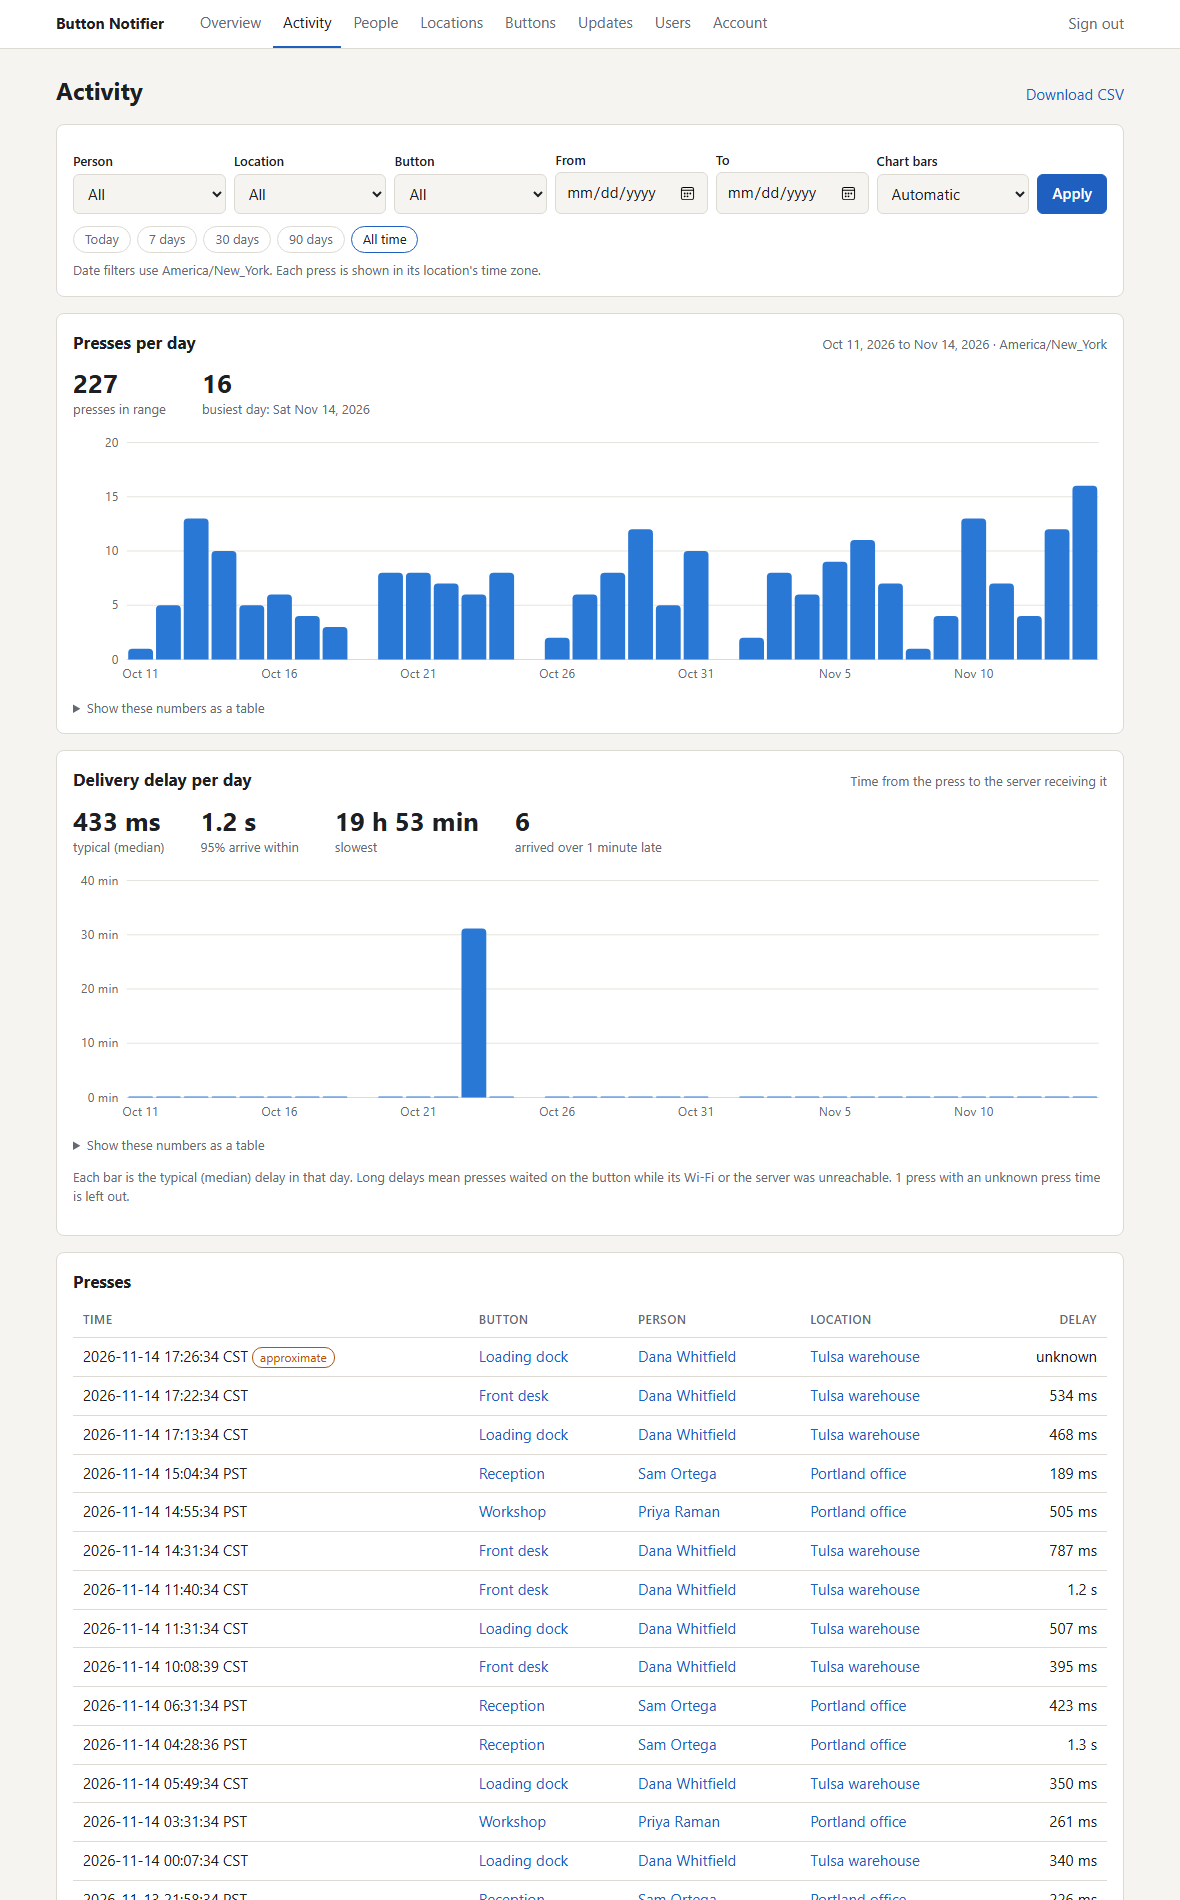 Button Notifier Overview Activity People Locations Buttons Updates Users Account Sign out
Activity
Download CSV
Person Location Button From To Chart bars
All All All mm/dd/yyyy mm/dd/yyyy Automatic Apply
Today 7 days 30 days 90 days All time
Date filters use America/New_York. Each press is shown in its location's time zone.
Presses per day
Oct 11, 2026 to Nov 14, 2026 · America/New_York
227 16
presses in range busiest day: Sat Nov 14, 2026
20
15
10
5
0
Oct 11 Oct 16 Oct 21 Oct 26 Oct 31 Nov 5 Nov 10
Show these numbers as a table
Delivery delay per day
Time from the press to the server receiving it
433 ms 1.2 s 19 h 53 min 6
typical (median) 95% arrive within slowest arrived over 1 minute late
40 min
30 min
20 min
10 min
0 min
Oct 11 Oct 16 Oct 21 Oct 26 Oct 31 Nov 5 Nov 10
Show these numbers as a table
Each bar is the typical (median) delay in that day. Long delays mean presses waited on the button while its Wi-Fi or the server was unreachable. 1 press with an unknown press time
is left out.
Presses
TIME BUTTON PERSON LOCATION DELAY
2026-11-14 17:26:34 CST approximate Loading dock Dana Whitfield Tulsa warehouse unknown
2026-11-14 17:22:34 CST Front desk Dana Whitfield Tulsa warehouse 534 ms
2026-11-14 17:13:34 CST Loading dock Dana Whitfield Tulsa warehouse 468 ms
2026-11-14 15:04:34 PST Reception Sam Ortega Portland office 189 ms
2026-11-14 14:55:34 PST Workshop Priya Raman Portland office 505 ms
2026-11-14 14:31:34 CST Front desk Dana Whitfield Tulsa warehouse 787 ms
2026-11-14 11:40:34 CST Front desk Dana Whitfield Tulsa warehouse 1.2 s
2026-11-14 11:31:34 CST Loading dock Dana Whitfield Tulsa warehouse 507 ms
2026-11-14 10:08:39 CST Front desk Dana Whitfield Tulsa warehouse 395 ms
2026-11-14 06:31:34 PST Reception Sam Ortega Portland office 423 ms
2026-11-14 04:28:36 PST Reception Sam Ortega Portland office 1.3 s
2026-11-14 05:49:34 CST Loading dock Dana Whitfield Tulsa warehouse 350 ms
2026-11-14 03:31:34 PST Workshop Priya Raman Portland office 261 ms
2026-11-14 00:07:34 CST Loading dock Dana Whitfield Tulsa warehouse 340 ms
2026-11-13 21:58:34 PST Reception Sam Ortega Portland office 226 ms